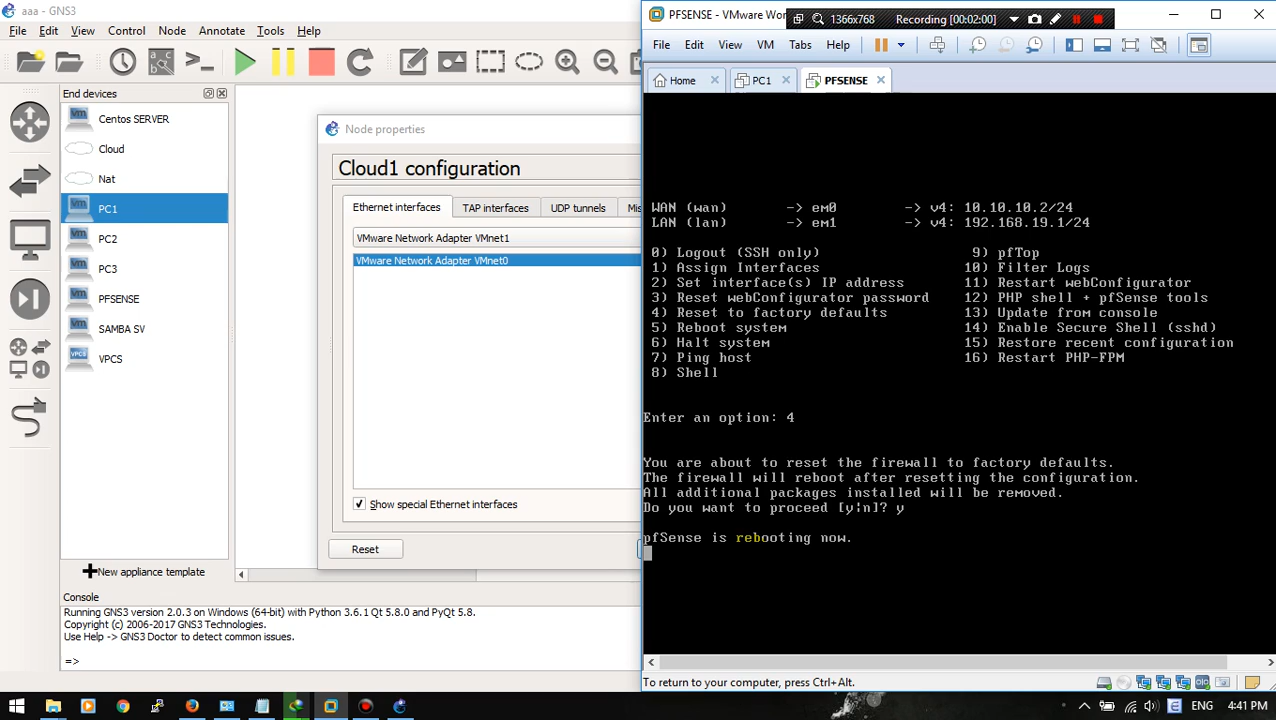 aaa - GNS3
File Edit View Control Node Annotate Tools Help
End devices
Centos SERVER
Cloud
Nat
PC1
PC2
PC3
PFSENSE
SAMBA SV
VPCS
New appliance template
Node properties
Cloud1 configuration
Ethernet interfaces TAP interfaces UDP tunnels Mis
VMware Network Adapter VMnet1
VMware Network Adapter VMnet0
Show special Ethernet interfaces
Reset
Console
Running GNS3 version 2.0.3 on Windows (64-bit) with Python 3.6.1 Qt 5.8.0 and PyQt 5.8.
Copyright (c) 2006-2017 GNS3 Technologies.
Use Help -> GNS3 Doctor to detect common issues.
=>
PFSENSE - VMware Wor
1366x768 Recording [00:02:00]
File Edit View VM Tabs Help
Home PC1 PFSENSE
WAN (wan) -> em0 -> v4: 10.10.10.2/24
LAN (lan) -> em1 -> v4: 192.168.19.1/24
0) Logout (SSH only) 9) pfTop
1) Assign Interfaces 10) Filter Logs
2) Set interface(s) IP address 11) Restart webConfigurator
3) Reset webConfigurator password 12) PHP shell + pfSense tools
4) Reset to factory defaults 13) Update from console
5) Reboot system 14) Enable Secure Shell (sshd)
6) Halt system 15) Restore recent configuration
7) Ping host 16) Restart PHP-FPM
8) Shell
Enter an option: 4
You are about to reset the firewall to factory defaults.
The firewall will reboot after resetting the configuration.
All additional packages installed will be removed.
Do you want to proceed [y|n]? y
pfSense is rebooting now.
To return to your computer, press Ctrl+Alt.
ENG 4:41 PM